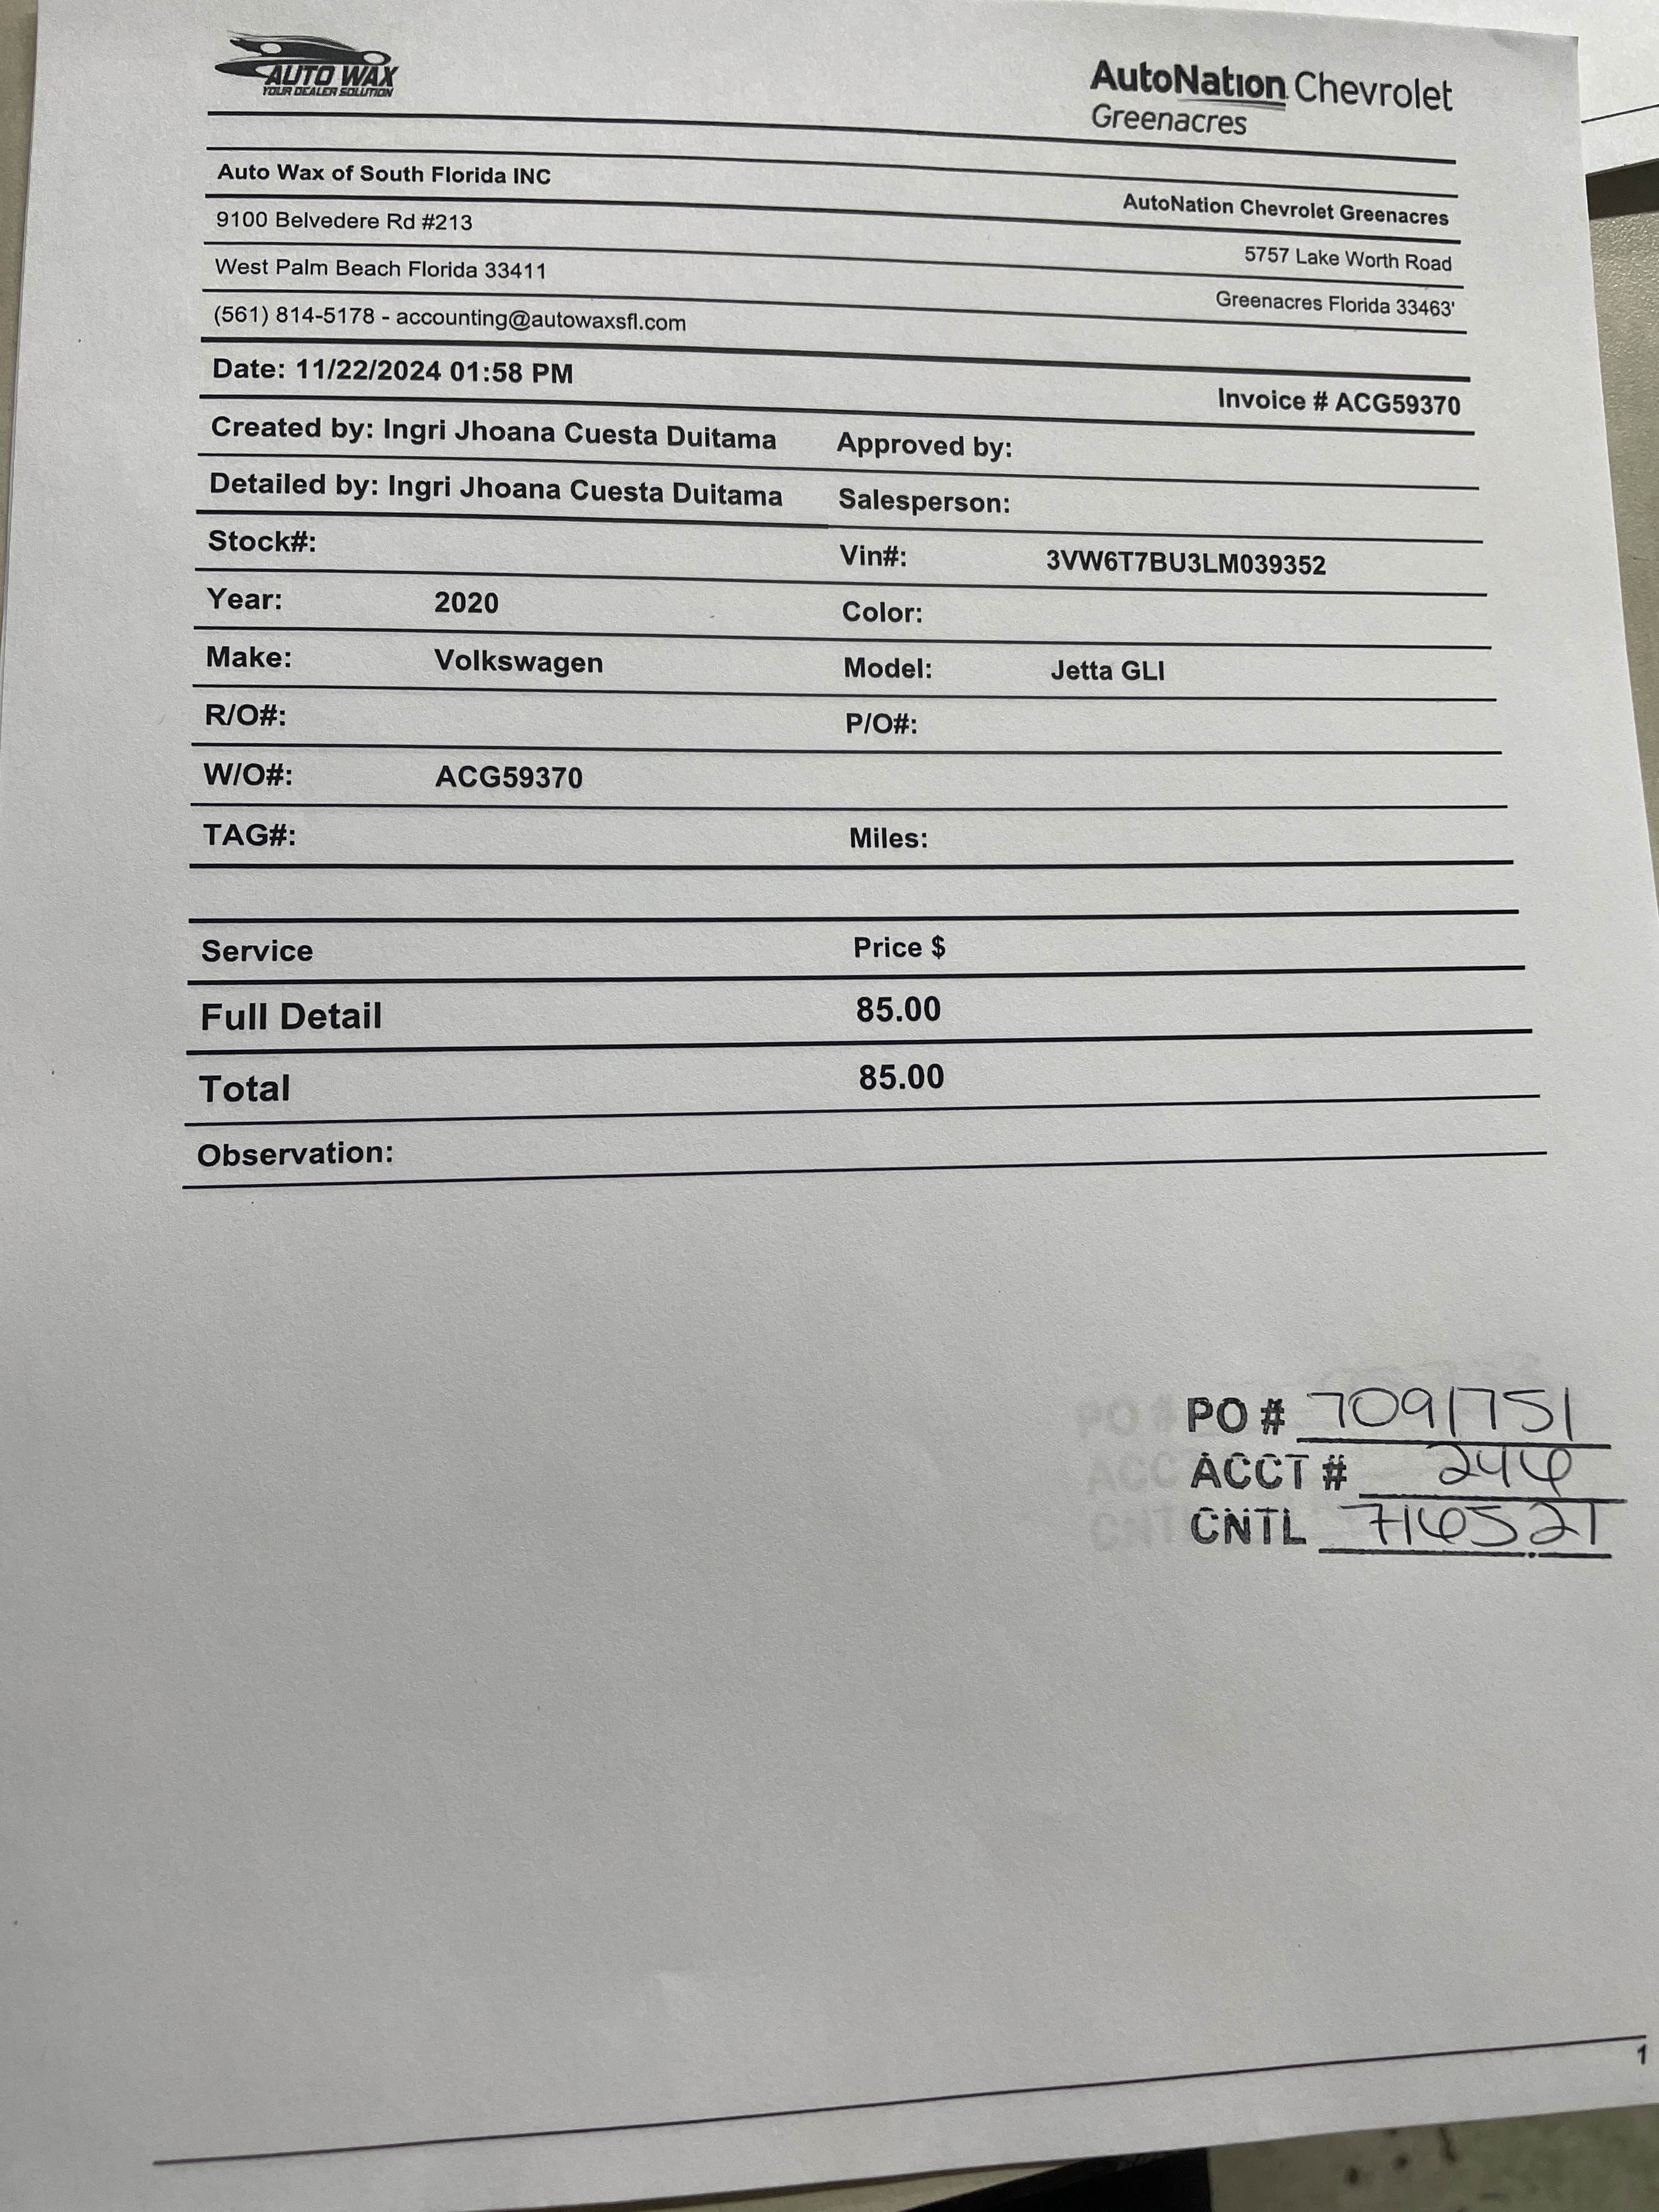 AUTO WAX
YOUR DEALER SOLUTION
AutoNation Chevrolet
Greenacres
Auto Wax of South Florida INC
AutoNation Chevrolet Greenacres
9100 Belvedere Rd #213
5757 Lake Worth Road
West Palm Beach Florida 33411
Greenacres Florida 33463'
(561) 814-5178 - accounting@autowaxsfl.com
Date: 11/22/2024 01:58 PM
Invoice # ACG59370
Created by: Ingri Jhoana Cuesta Duitama Approved by:
Detailed by: Ingri Jhoana Cuesta Duitama Salesperson:
Stock#: Vin#: 3VW6T7BU3LM039352
Year: 2020 Color:
Make: Volkswagen Model: Jetta GLI
R/O#: P/O#:
W/O#: ACG59370
TAG#: Miles:
Service Price $
Full Detail 85.00
Total 85.00
Observation:
PO # 7091751
ACCT # 246
CNTL 716521
1